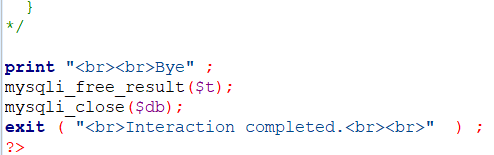 }
*/
print "<br><br>Bye" ;
mysqli_free_result($t);
mysqli_close($db);
exit ( "<br>Interaction completed.<br><br>"  ) ;
?>